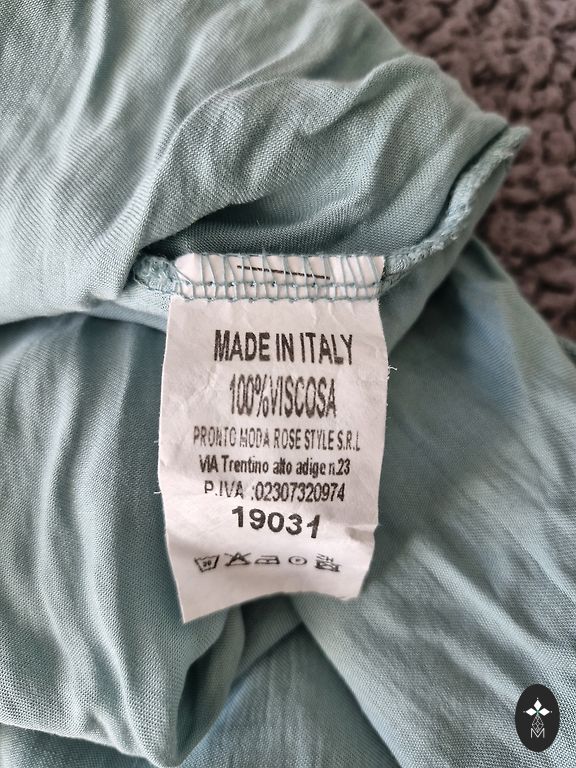 MADE IN ITALY
100%VISCOSA
PRONTO MODA ROSE STYLE S.R.L
VIA Trentino alto adige n.23
P.IVA :02307320974
19031